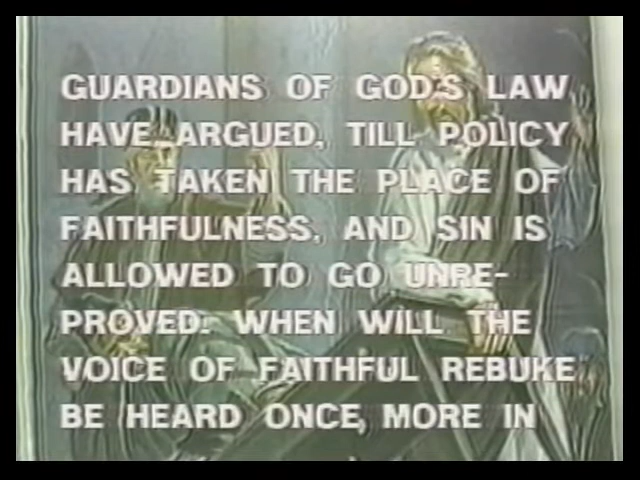 GUARDIANS OF GOD'S LAW
HAVE ARGUED, TILL POLICY
HAS TAKEN THE PLACE OF
FAITHFULNESS, AND SIN IS
ALLOWED TO GO UNRE-
PROVED. WHEN WILL THE
VOICE OF FAITHFUL REBUKE
BE HEARD ONCE MORE IN